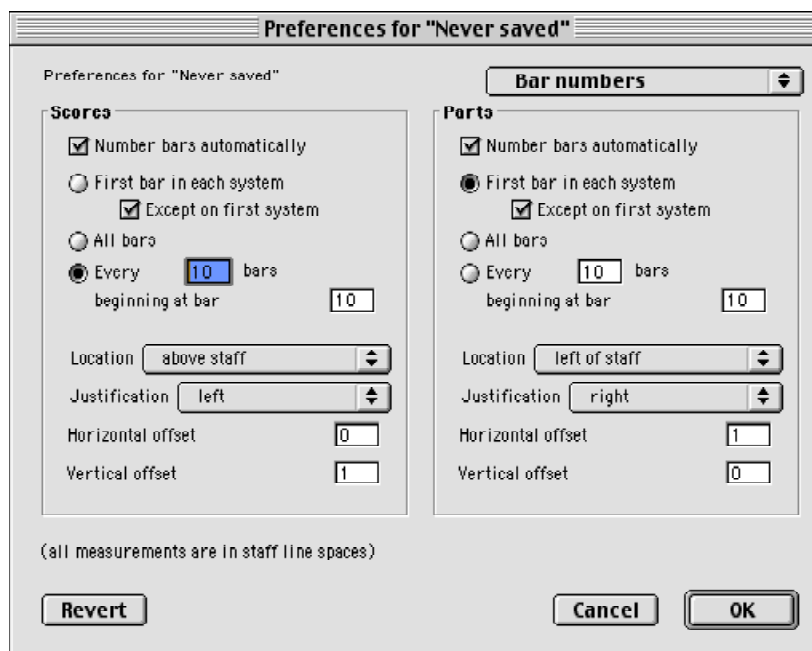 Preferences for "Never saved"
Preferences for "Never saved"
Bar numbers
Scores
Number bars automatically
First bar in each system
Except on first system
All bars
Every 10 bars
beginning at bar 10
Location above staff
Justification left
Horizontal offset 0
Vertical offset 1
Parts
Number bars automatically
First bar in each system
Except on first system
All bars
Every 10 bars
beginning at bar 10
Location left of staff
Justification right
Horizontal offset 1
Vertical offset 0
(all measurements are in staff line spaces)
Revert
Cancel
OK